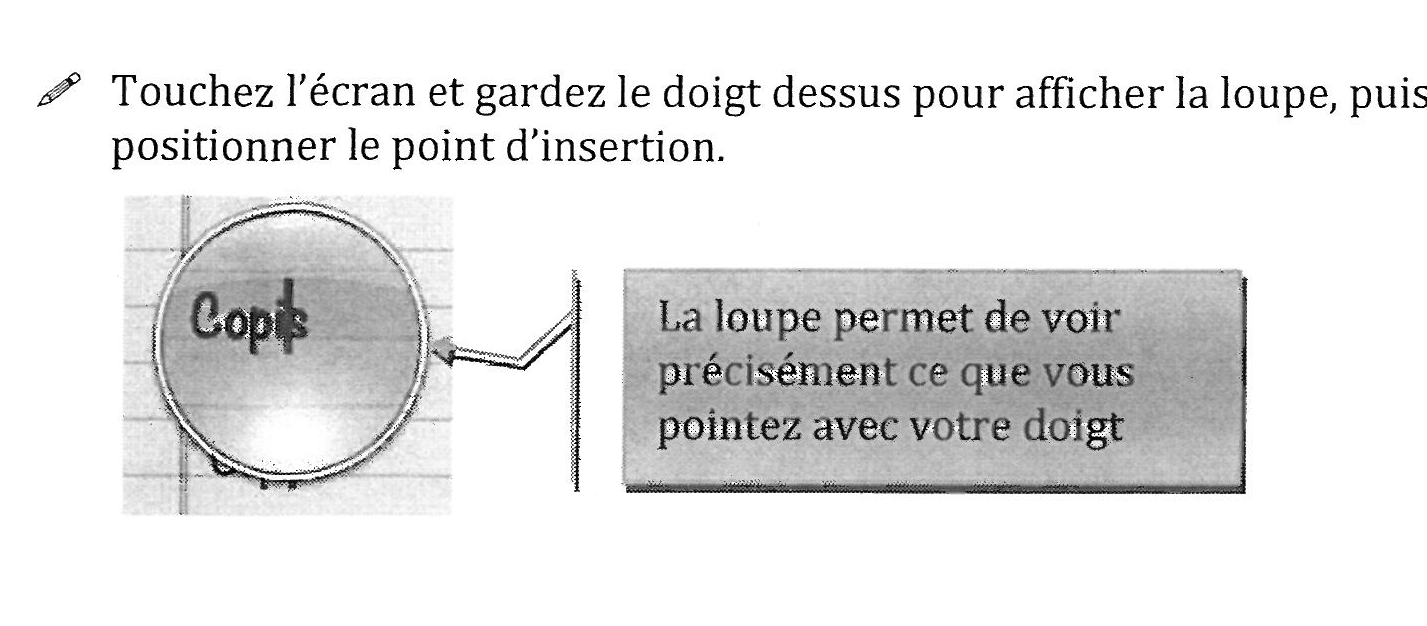 Touchez l'écran et gardez le doigt dessus pour afficher la loupe, puis
positionner le point d'insertion.
La loupe permet de voir
précisément ce que vous
pointez avec votre doigt